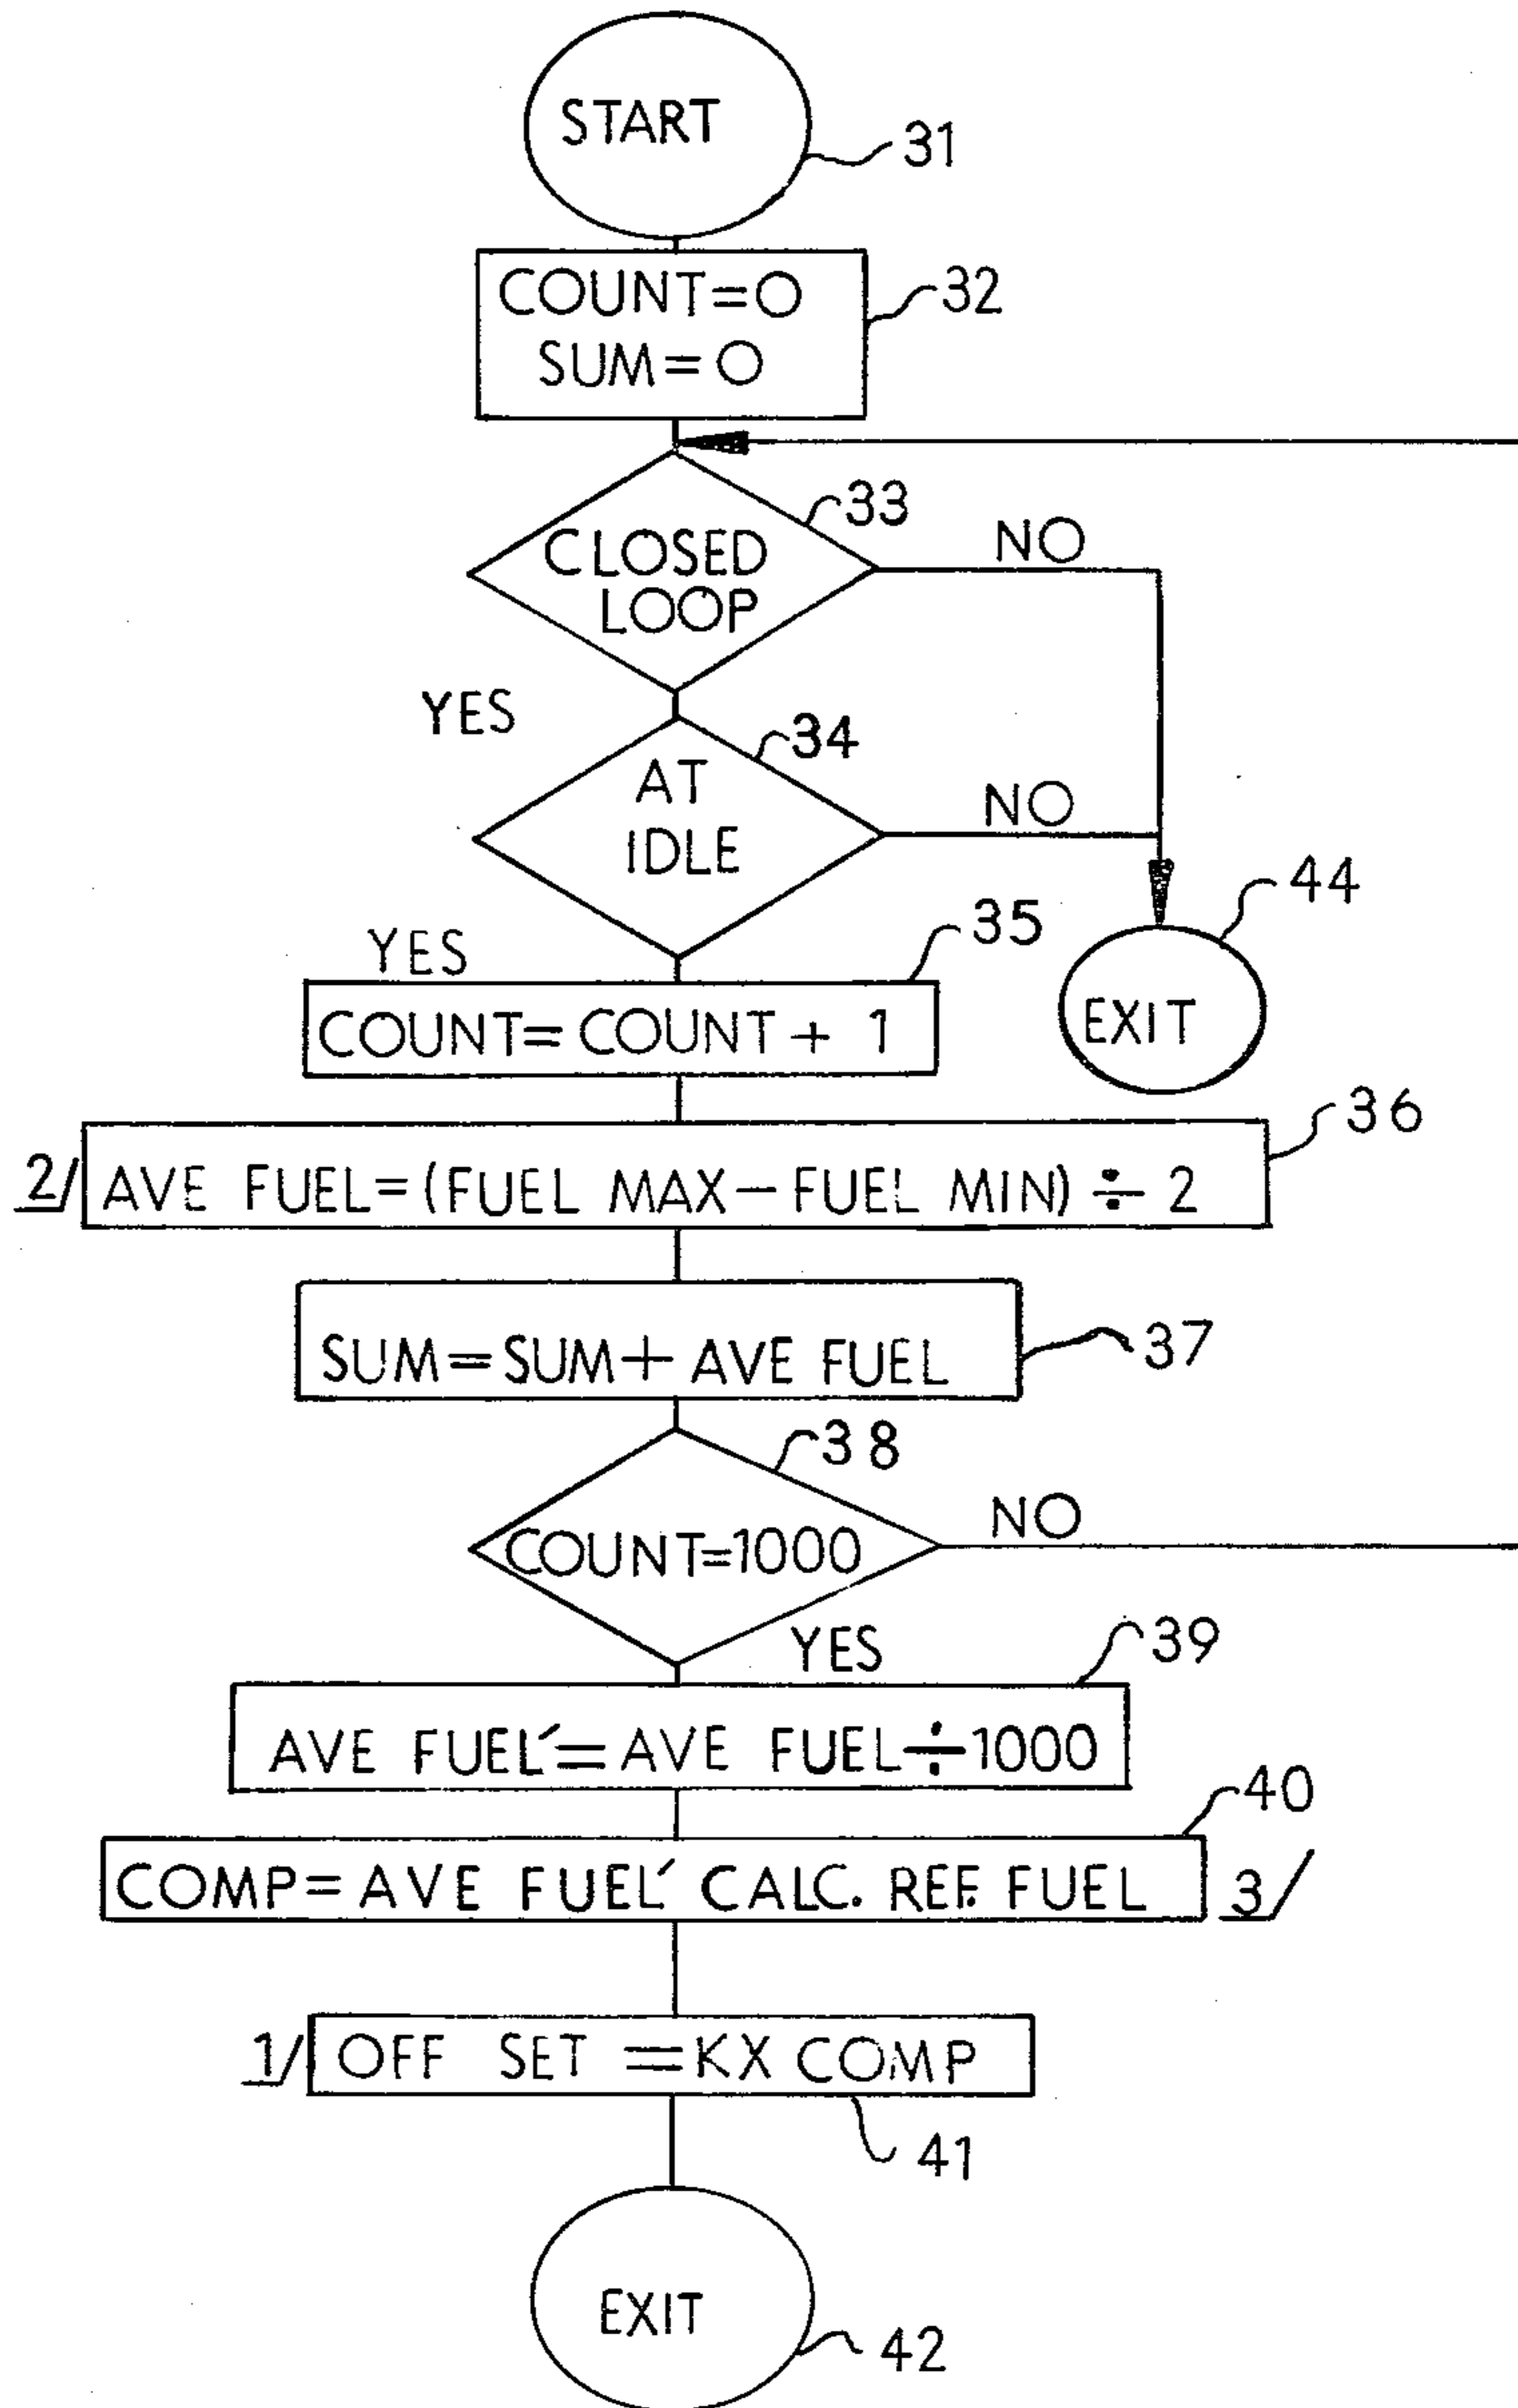 START
31
COUNT=0
SUM=0
32
33
CLOSED
LOOP
NO
YES
34
AT
IDLE
NO
44
EXIT
YES
35
COUNT=COUNT + 1
36
2/
AVE FUEL=(FUEL MAX-FUEL MIN) ÷ 2
SUM=SUM+AVE FUEL
37
38
COUNT=1000
NO
YES
39
AVE FUEL´=AVE FUEL÷1000
40
COMP=AVE FUEL´ CALC. REF. FUEL
3/
1/
OFF SET =KX COMP
41
EXIT
42